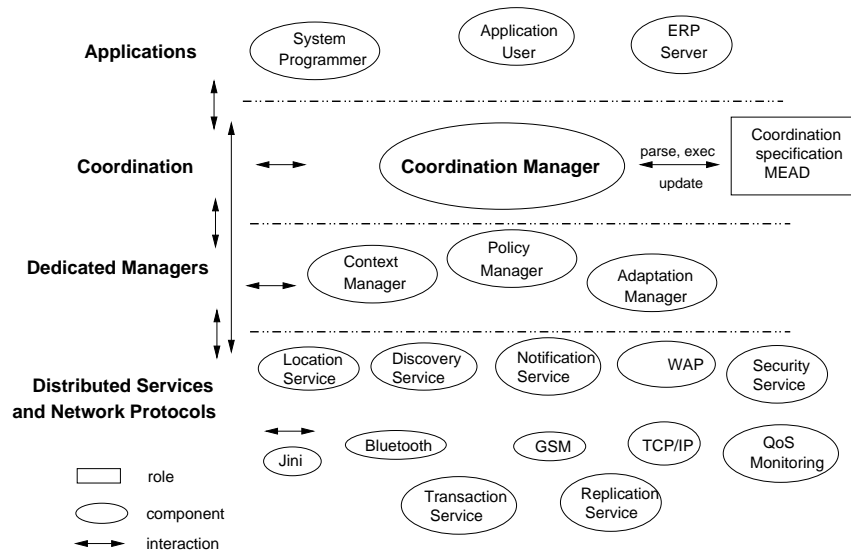 Applications
System
Programmer
Application
User
ERP
Server
Coordination
Coordination Manager
parse, exec
update
Coordination
specification
MEAD
Dedicated Managers
Context
Manager
Policy
Manager
Adaptation
Manager
Distributed Services
and Network Protocols
Location
Service
Discovery
Service
Notification
Service
WAP
Security
Service
Jini
Bluetooth
GSM
TCP/IP
QoS
Monitoring
Transaction
Service
Replication
Service
role
component
interaction